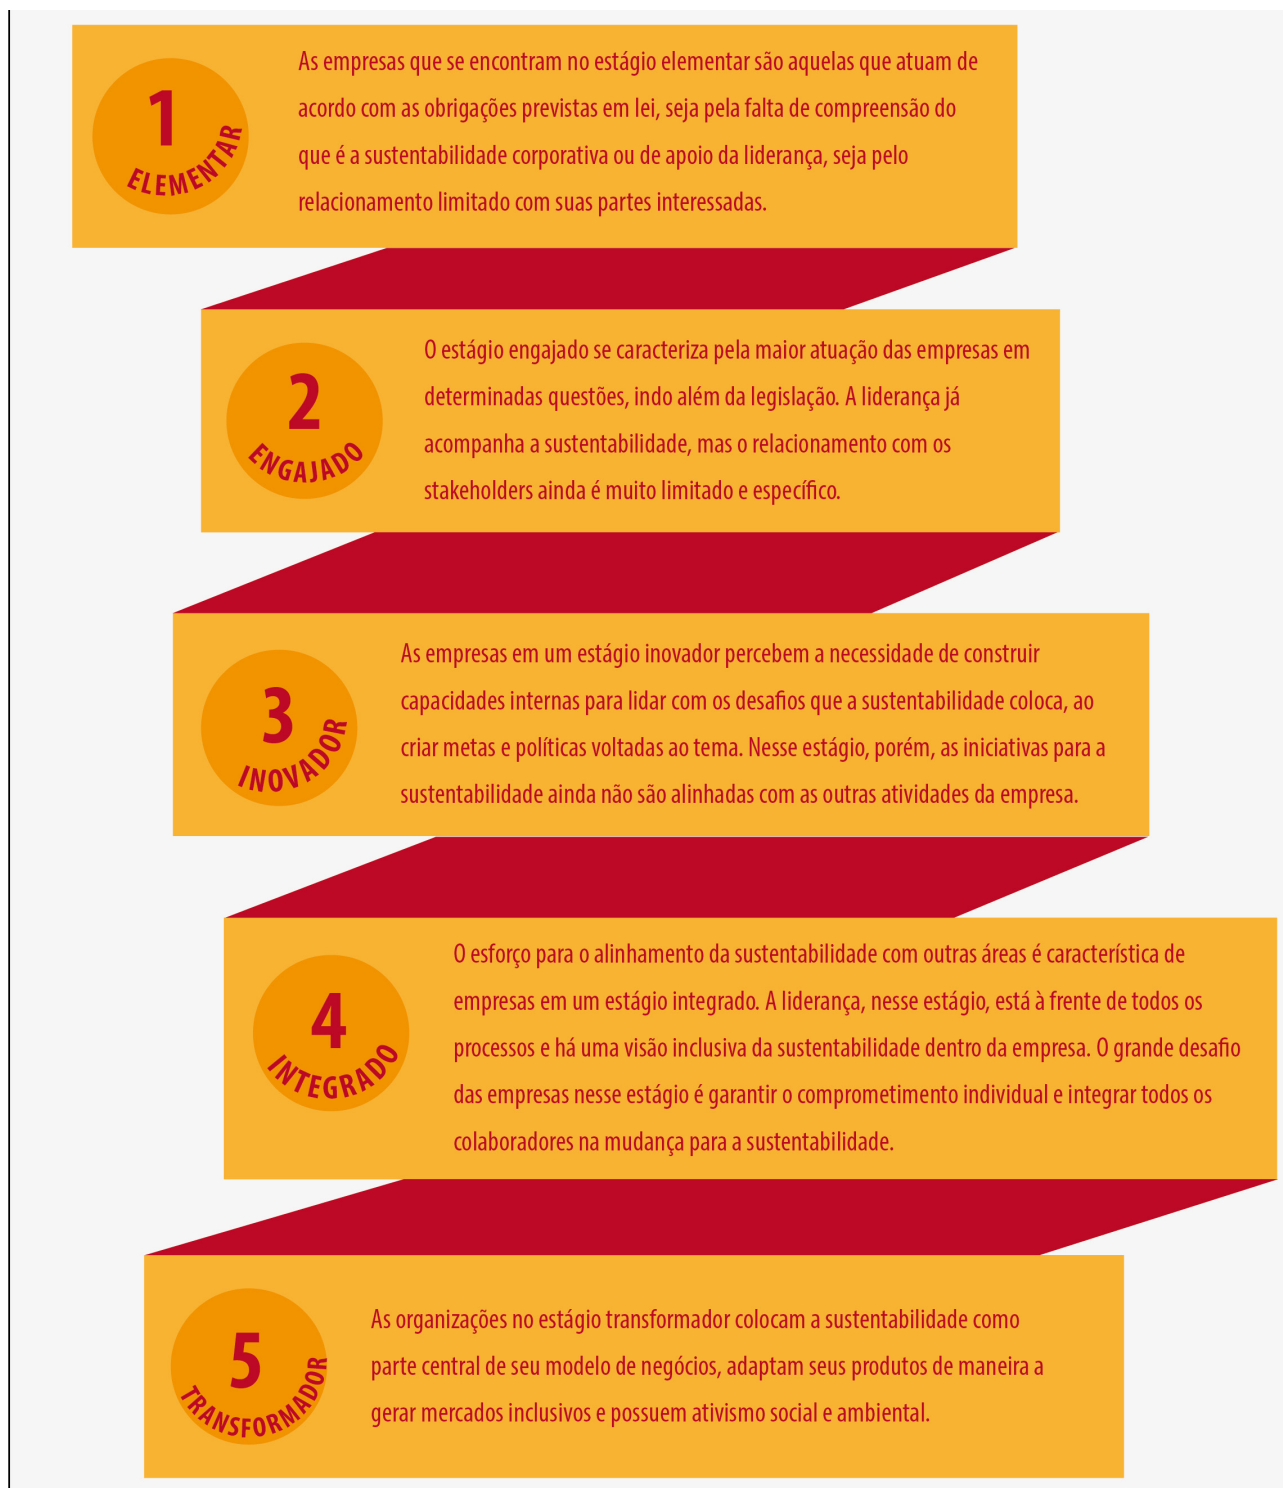 1
ELEMENTAR
As empresas que se encontram no estágio elementar são aquelas que atuam de
acordo com as obrigações previstas em lei, seja pela falta de compreensão do
que é a sustentabilidade corporativa ou de apoio da liderança, seja pelo
relacionamento limitado com suas partes interessadas.
2
ENGAJADO
O estágio engajado se caracteriza pela maior atuação das empresas em
determinadas questões, indo além da legislação. A liderança já
acompanha a sustentabilidade, mas o relacionamento com os
stakeholders ainda é muito limitado e específico.
3
INOVADOR
As empresas em um estágio inovador percebem a necessidade de construir
capacidades internas para lidar com os desafios que a sustentabilidade coloca, ao
criar metas e políticas voltadas ao tema. Nesse estágio, porém, as iniciativas para a
sustentabilidade ainda não são alinhadas com as outras atividades da empresa.
4
INTEGRADO
O esforço para o alinhamento da sustentabilidade com outras áreas é característica de
empresas em um estágio integrado. A liderança, nesse estágio, está à frente de todos os
processos e há uma visão inclusiva da sustentabilidade dentro da empresa. O grande desafio
das empresas nesse estágio é garantir o comprometimento individual e integrar todos os
colaboradores na mudança para a sustentabilidade.
5
TRANSFORMADOR
As organizações no estágio transformador colocam a sustentabilidade como
parte central de seu modelo de negócios, adaptam seus produtos de maneira a
gerar mercados inclusivos e possuem ativismo social e ambiental.